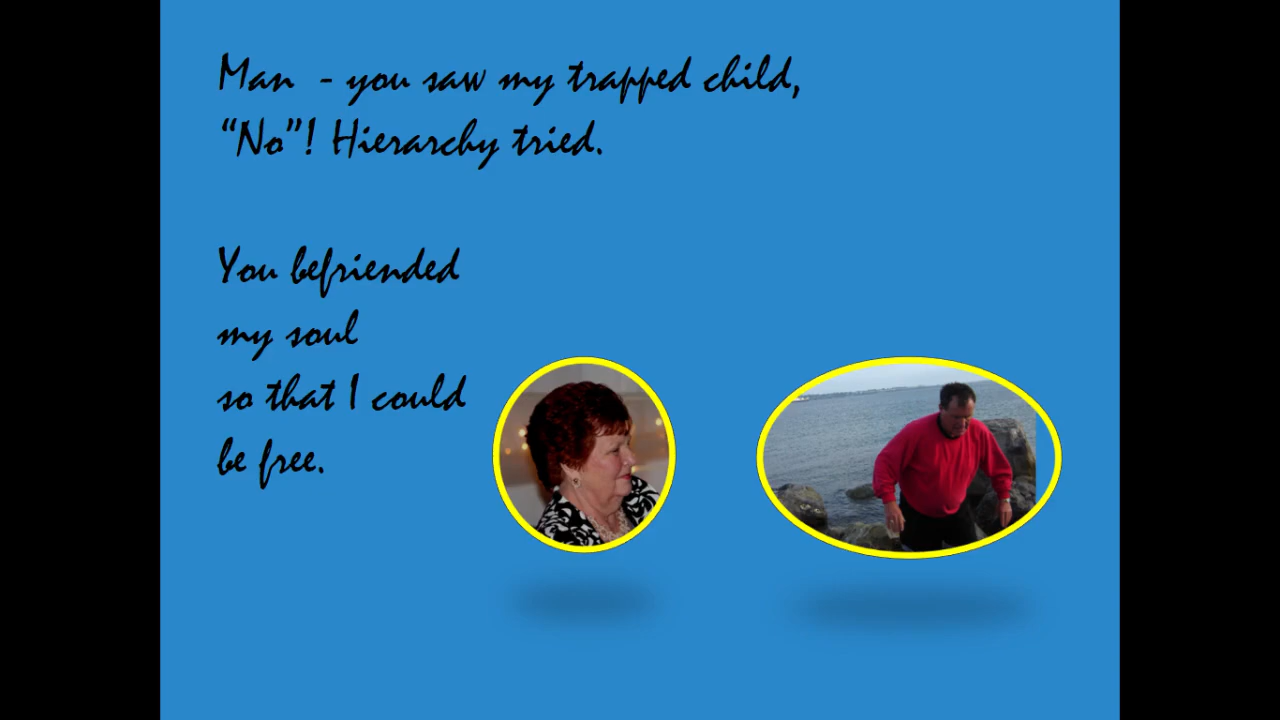 Man - you saw my trapped child,
“No”! Hierarchy tried.
You befriended
my soul
so that I could
be free.